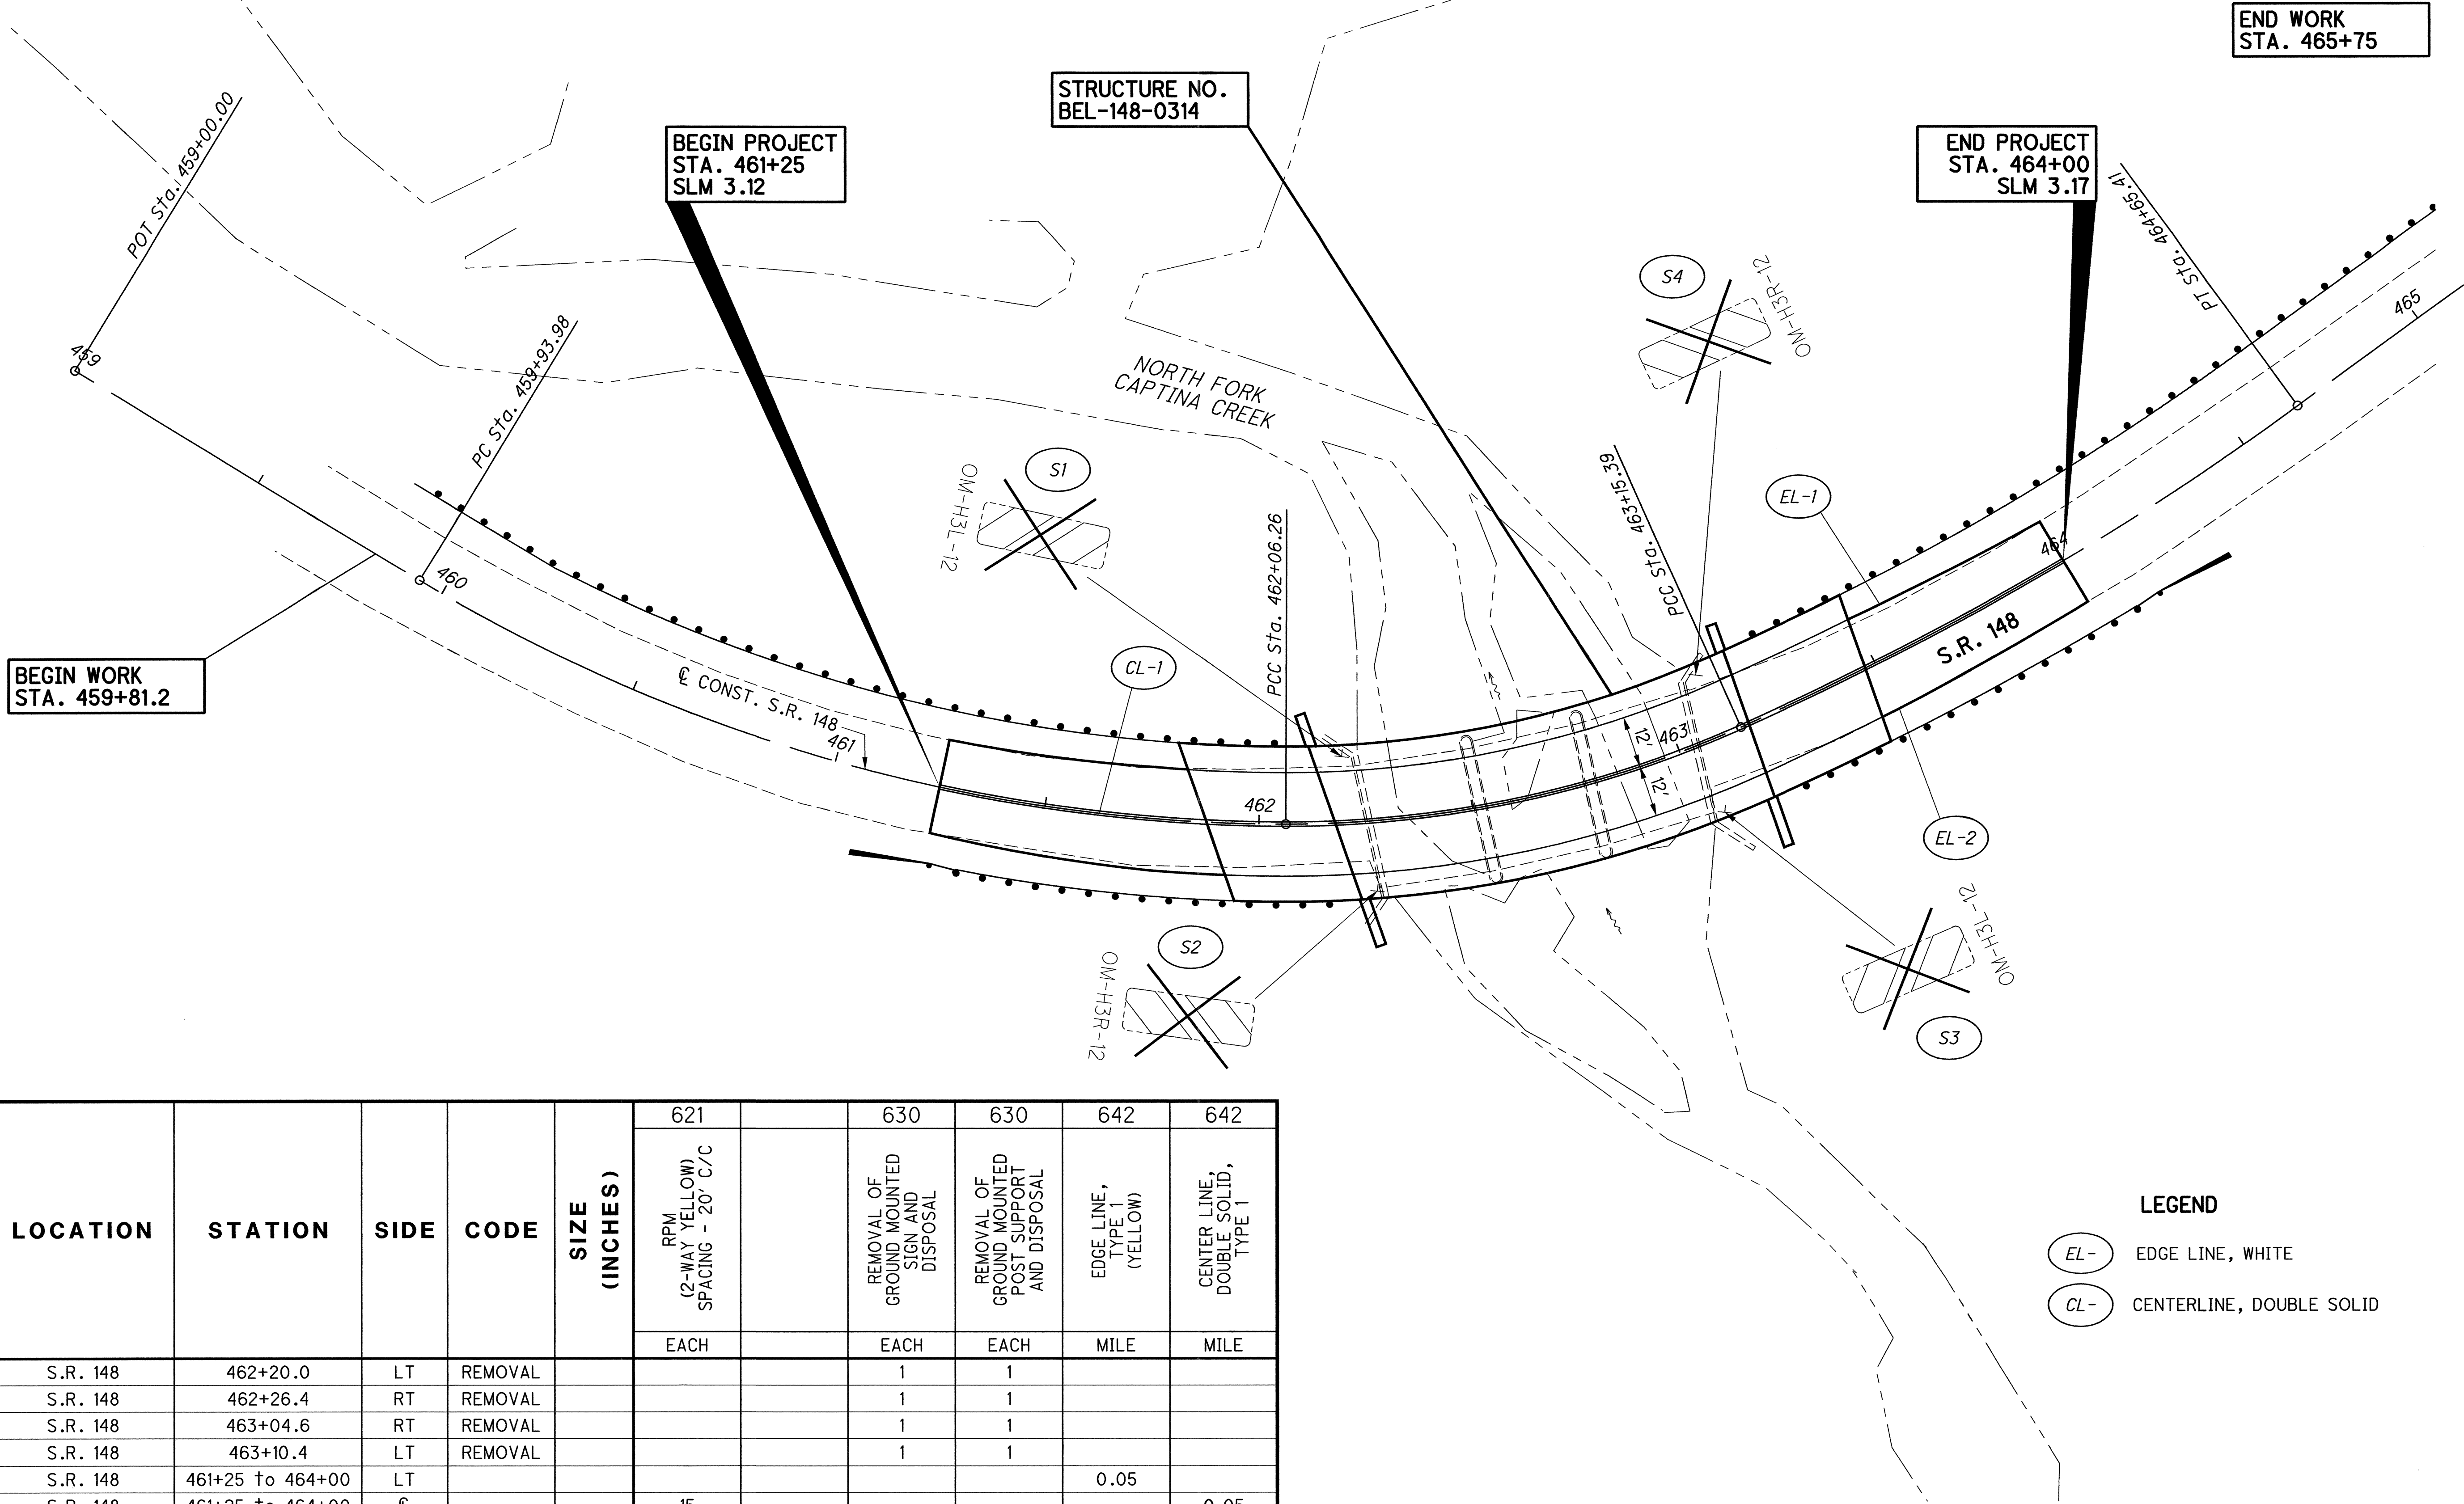 END WORK
STA. 465+75
STRUCTURE NO.
BEL-148-0314
BEGIN PROJECT
STA. 461+25
SLM 3.12
END PROJECT
STA. 464+00
SLM 3.17
POT Sta. 459+00.00
459
PC Sta. 459+93.98
460
BEGIN WORK
STA. 459+81.2
℄ CONST. S.R. 148
461
CL-1
S1
OM-H3L-12
NORTH FORK
CAPTINA CREEK
PCC Sta. 462+06.26
462
S2
OM-H3R-12
S4
OM-H3R-12
PCC Sta. 463+15.39
463
12'
12'
EL-1
464
S.R. 148
PT Sta. 464+65.41
465
EL-2
OM-H3L-12
S3
LOCATION
STATION
SIDE
CODE
SIZE
(INCHES)
621
630
630
642
642
RPM
(2-WAY YELLOW)
SPACING - 20' C/C
REMOVAL OF
GROUND MOUNTED
SIGN AND
DISPOSAL
REMOVAL OF
GROUND MOUNTED
POST SUPPORT
AND DISPOSAL
EDGE LINE,
TYPE 1
(YELLOW)
CENTER LINE,
DOUBLE SOLID,
TYPE 1
EACH EACH EACH MILE MILE
S.R. 148 462+20.0 LT REMOVAL 1 1
S.R. 148 462+26.4 RT REMOVAL 1 1
S.R. 148 463+04.6 RT REMOVAL 1 1
S.R. 148 463+10.4 LT REMOVAL 1 1
S.R. 148 461+25 to 464+00 LT 0.05
S.R. 148 461+25 to 464+00 ℄ 15 0.05
LEGEND
EL- EDGE LINE, WHITE
CL- CENTERLINE, DOUBLE SOLID